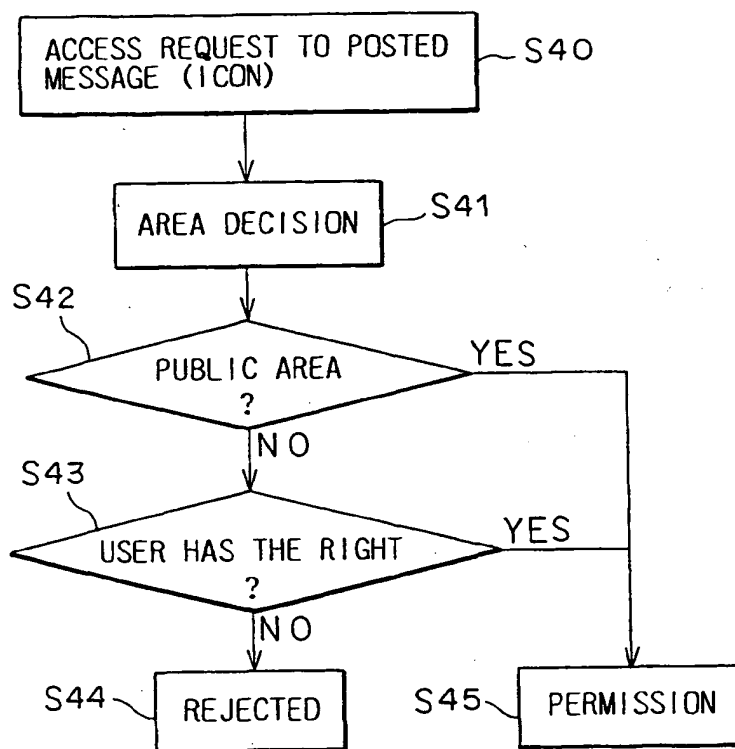 ACCESS REQUEST TO POSTED
MESSAGE (ICON)
S40
AREA DECISION
S41
S42
PUBLIC AREA
?
YES
NO
S43
USER HAS THE RIGHT
?
YES
NO
S44
REJECTED
S45
PERMISSION